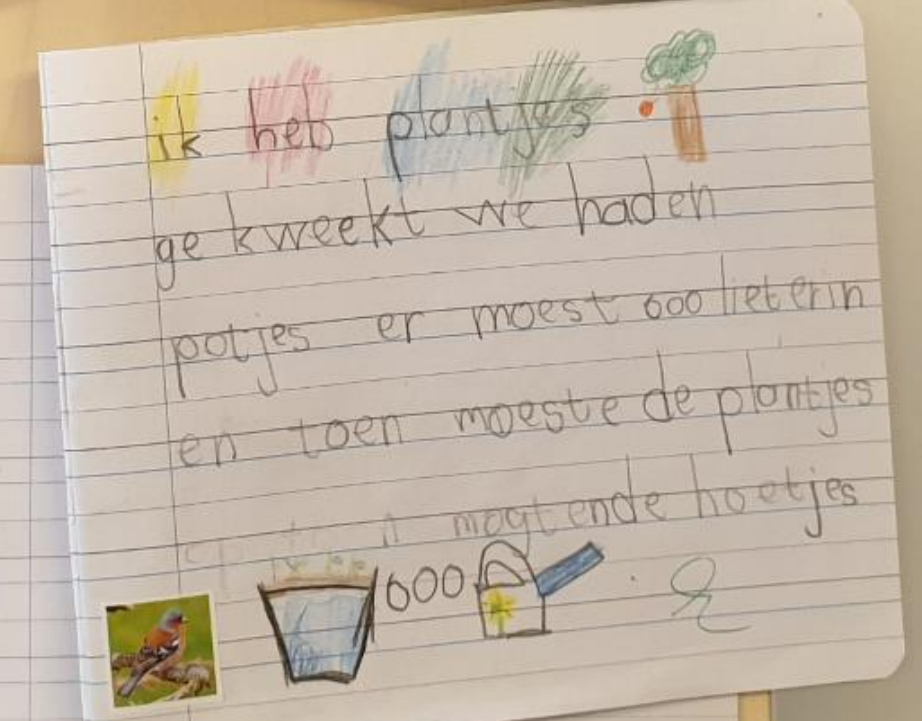 ik heb plantjes.
ge kweekt we haden
potjes er moest 600 lieterin
en toen moeste de plantjes
mogtende hoetjes
600